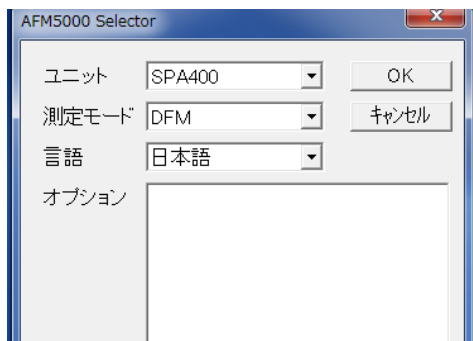 AFM5000 Selector
ユニット SPA400 OK
測定モード DFM キャンセル
言語 日本語
オプション